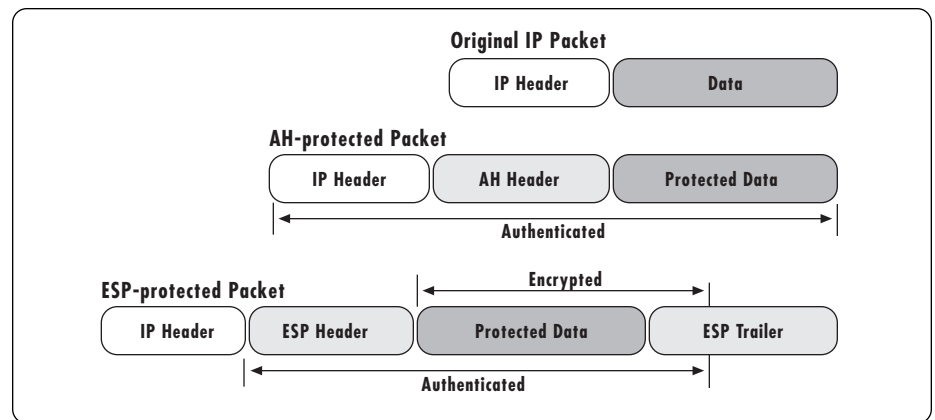 Original IP Packet
IP Header
Data
AH-protected Packet
IP Header
AH Header
Protected Data
Authenticated
Encrypted
ESP-protected Packet
IP Header
ESP Header
Protected Data
ESP Trailer
Authenticated